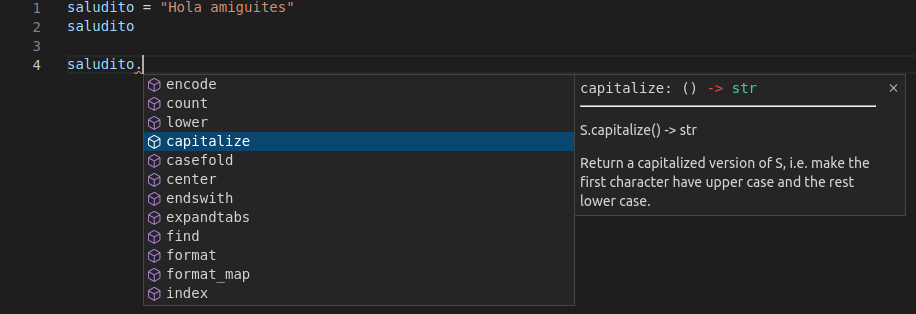 1 saludito = "Hola amiguites"
2 saludito
3
4 saludito.
encode
count
lower
capitalize
casefold
center
endswith
expandtabs
find
format
format_map
index
capitalize: () -> str
S.capitalize() -> str
Return a capitalized version of S, i.e. make the
first character have upper case and the rest
lower case.